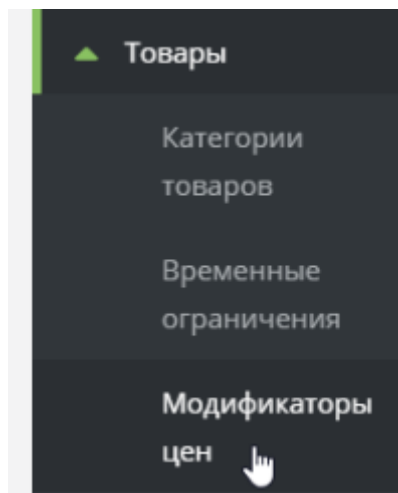 Товары
Категории
товаров
Временные
ограничения
Модификаторы
цен